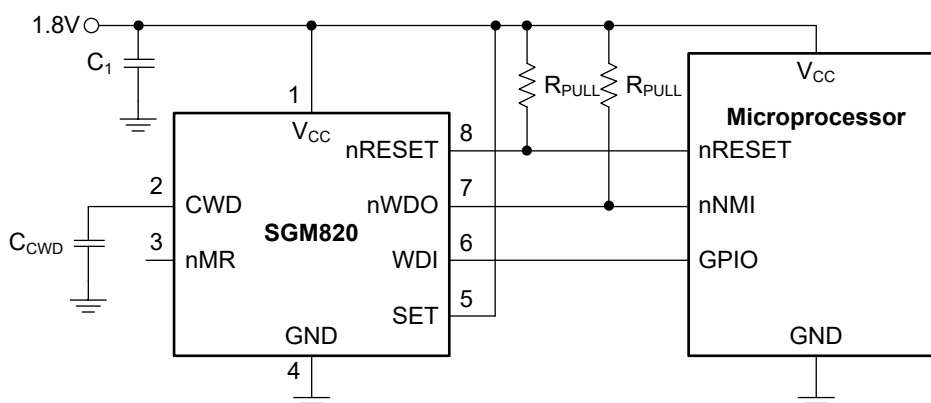 1.8V
C1
RPULL
RPULL
1
VCC
VCC
Microprocessor
8
nRESET
nRESET
2
CWD
7
nWDO
nNMI
SGM820
CCWD
3
nMR
6
WDI
GPIO
5
SET
GND
4
GND